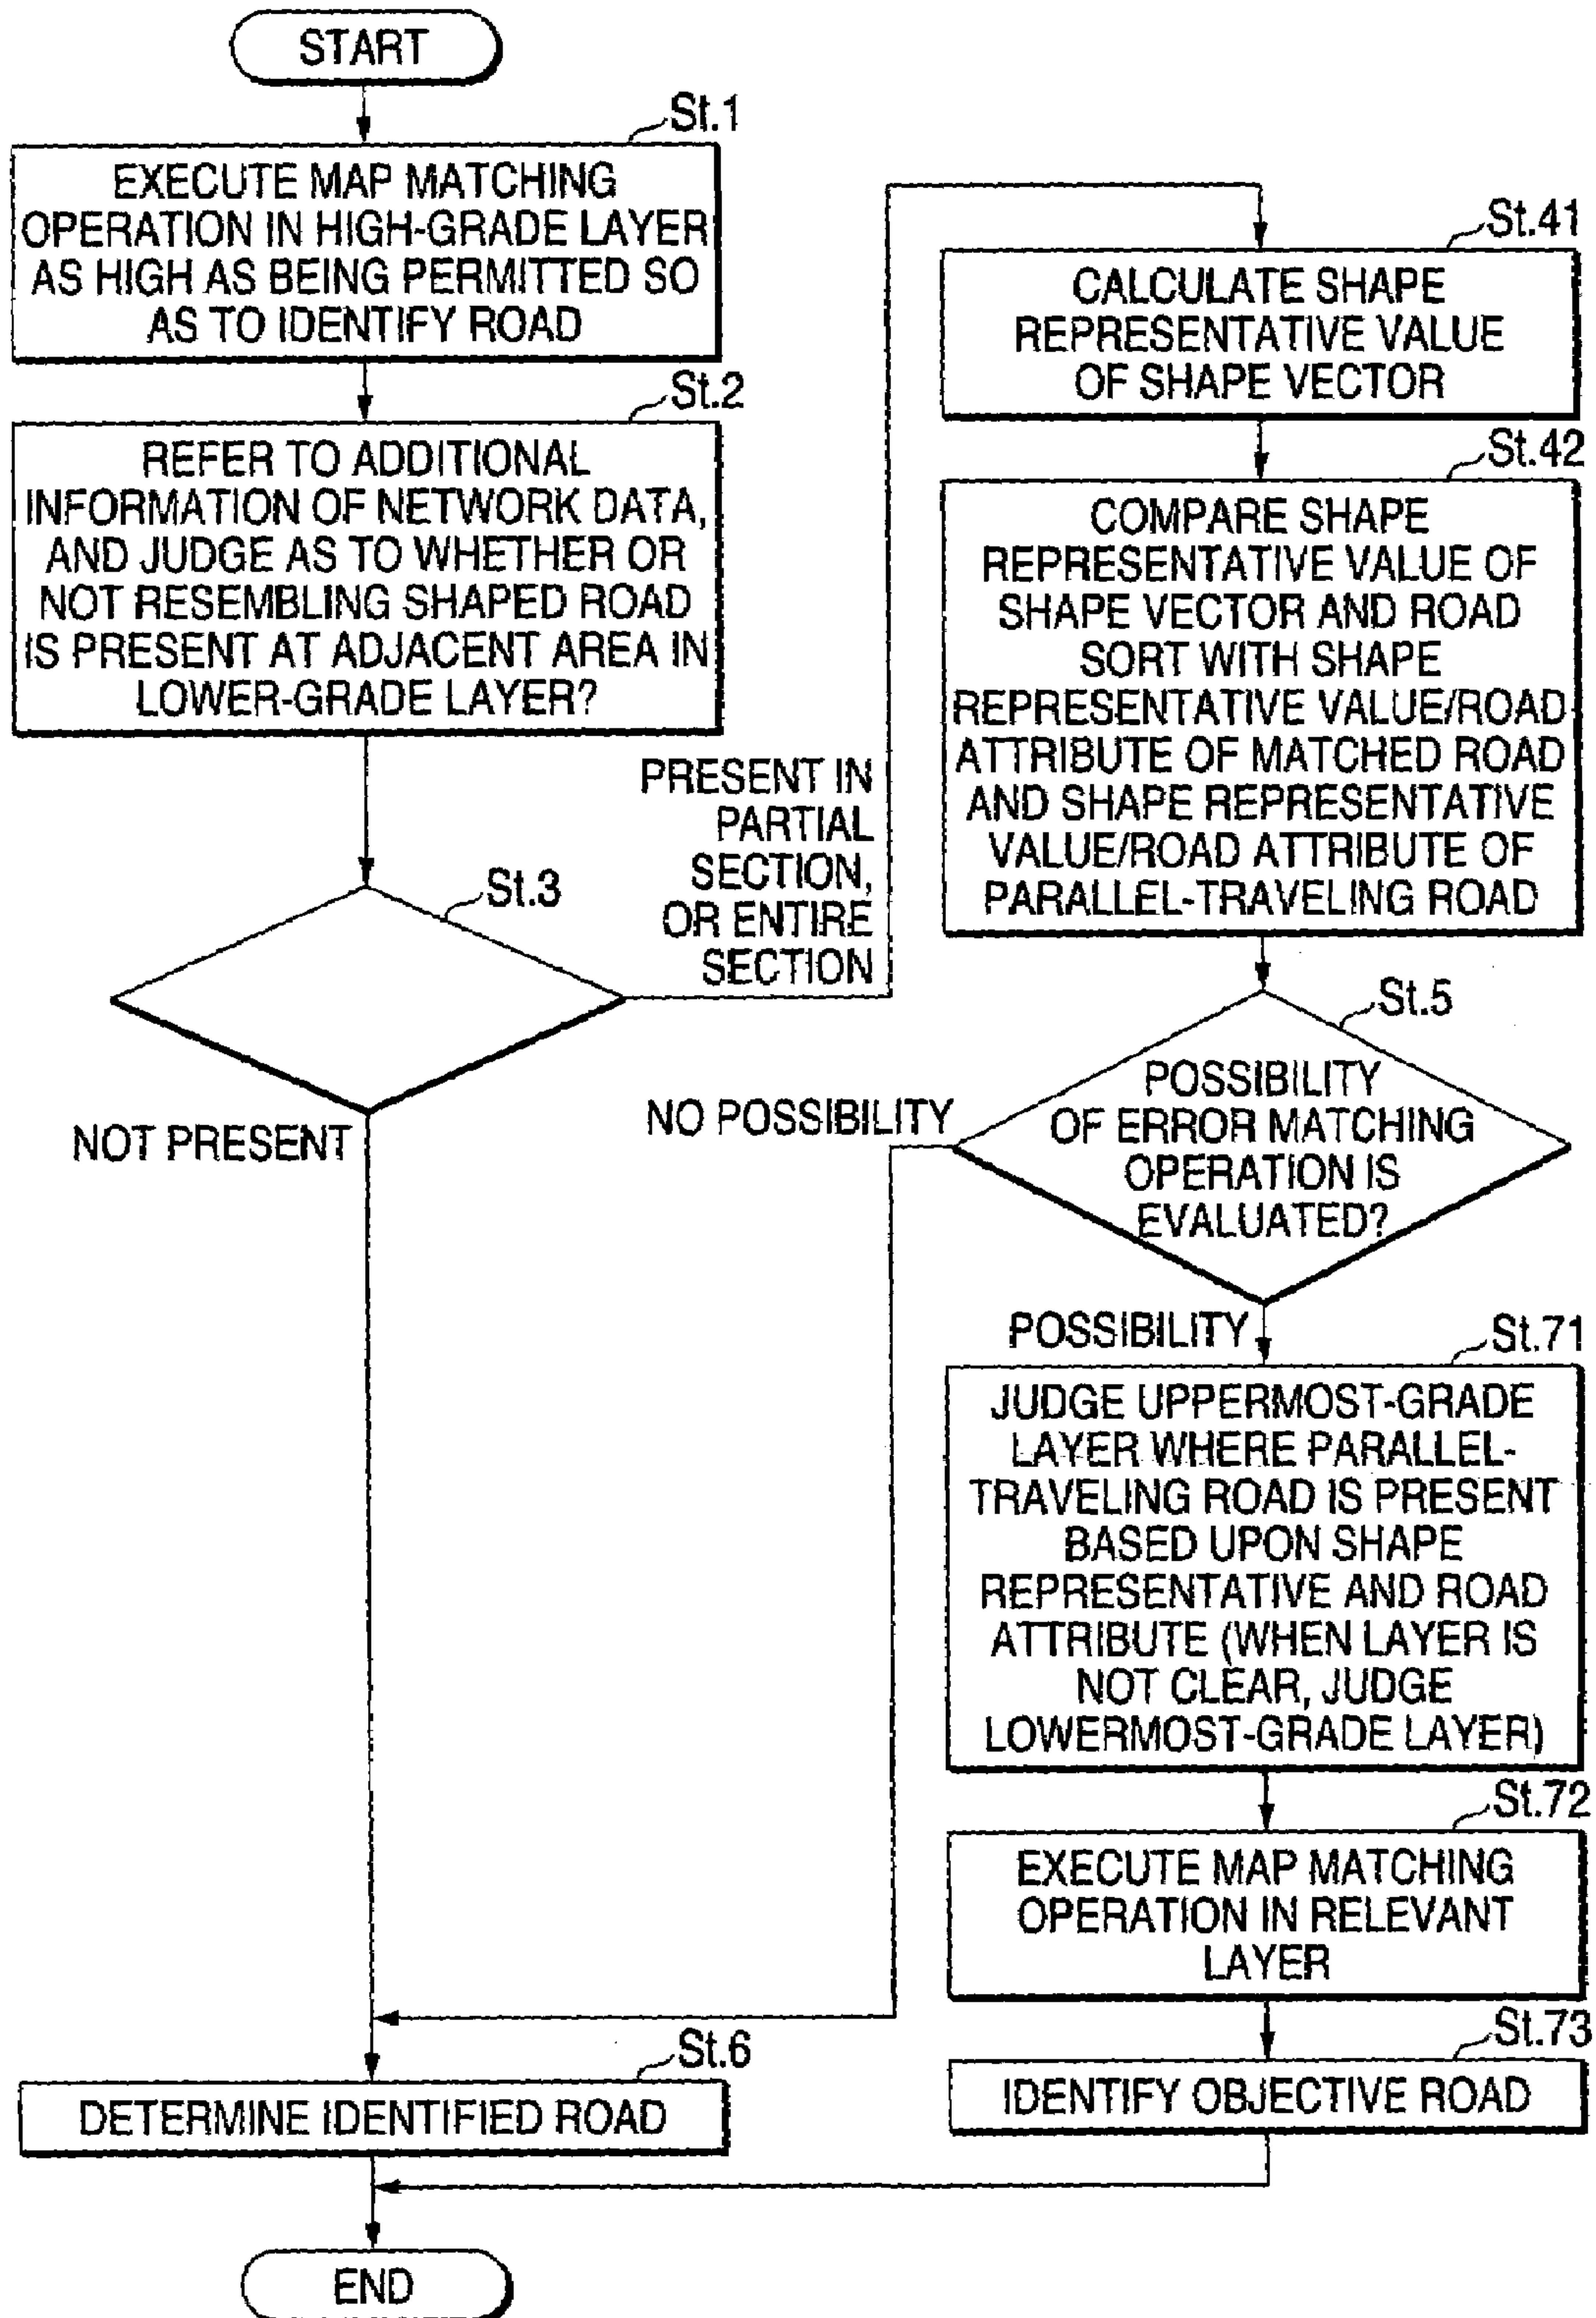 START
St.1
EXECUTE MAP MATCHING
OPERATION IN HIGH-GRADE LAYER
AS HIGH AS BEING PERMITTED SO
AS TO IDENTIFY ROAD
St.2
REFER TO ADDITIONAL
INFORMATION OF NETWORK DATA,
AND JUDGE AS TO WHETHER OR
NOT RESEMBLING SHAPED ROAD
IS PRESENT AT ADJACENT AREA IN
LOWER-GRADE LAYER?
St.3
PRESENT IN
PARTIAL
SECTION,
OR ENTIRE
SECTION
NOT PRESENT
St.41
CALCULATE SHAPE
REPRESENTATIVE VALUE
OF SHAPE VECTOR
St.42
COMPARE SHAPE
REPRESENTATIVE VALUE OF
SHAPE VECTOR AND ROAD
SORT WITH SHAPE
REPRESENTATIVE VALUE/ROAD
ATTRIBUTE OF MATCHED ROAD
AND SHAPE REPRESENTATIVE
VALUE/ROAD ATTRIBUTE OF
PARALLEL-TRAVELING ROAD
St.5
POSSIBILITY
OF ERROR MATCHING
OPERATION IS
EVALUATED?
NO POSSIBILITY
POSSIBILITY
St.71
JUDGE UPPERMOST-GRADE
LAYER WHERE PARALLEL-
TRAVELING ROAD IS PRESENT
BASED UPON SHAPE
REPRESENTATIVE AND ROAD
ATTRIBUTE (WHEN LAYER IS
NOT CLEAR, JUDGE
LOWERMOST-GRADE LAYER)
St.72
EXECUTE MAP MATCHING
OPERATION IN RELEVANT
LAYER
St.73
IDENTIFY OBJECTIVE ROAD
St.6
DETERMINE IDENTIFIED ROAD
END